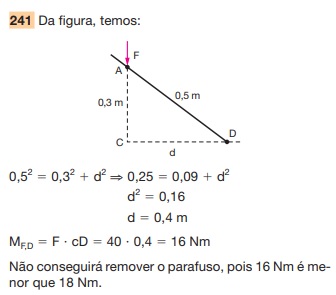 241 Da figura, temos:
F
A
0,3 m
0,5 m
C
D
d
0,5² = 0,3² + d² ⇒ 0,25 = 0,09 + d²
d² = 0,16
d = 0,4 m
M_F,D = F · cD = 40 · 0,4 = 16 Nm
Não conseguirá remover o parafuso, pois 16 Nm é me-
nor que 18 Nm.